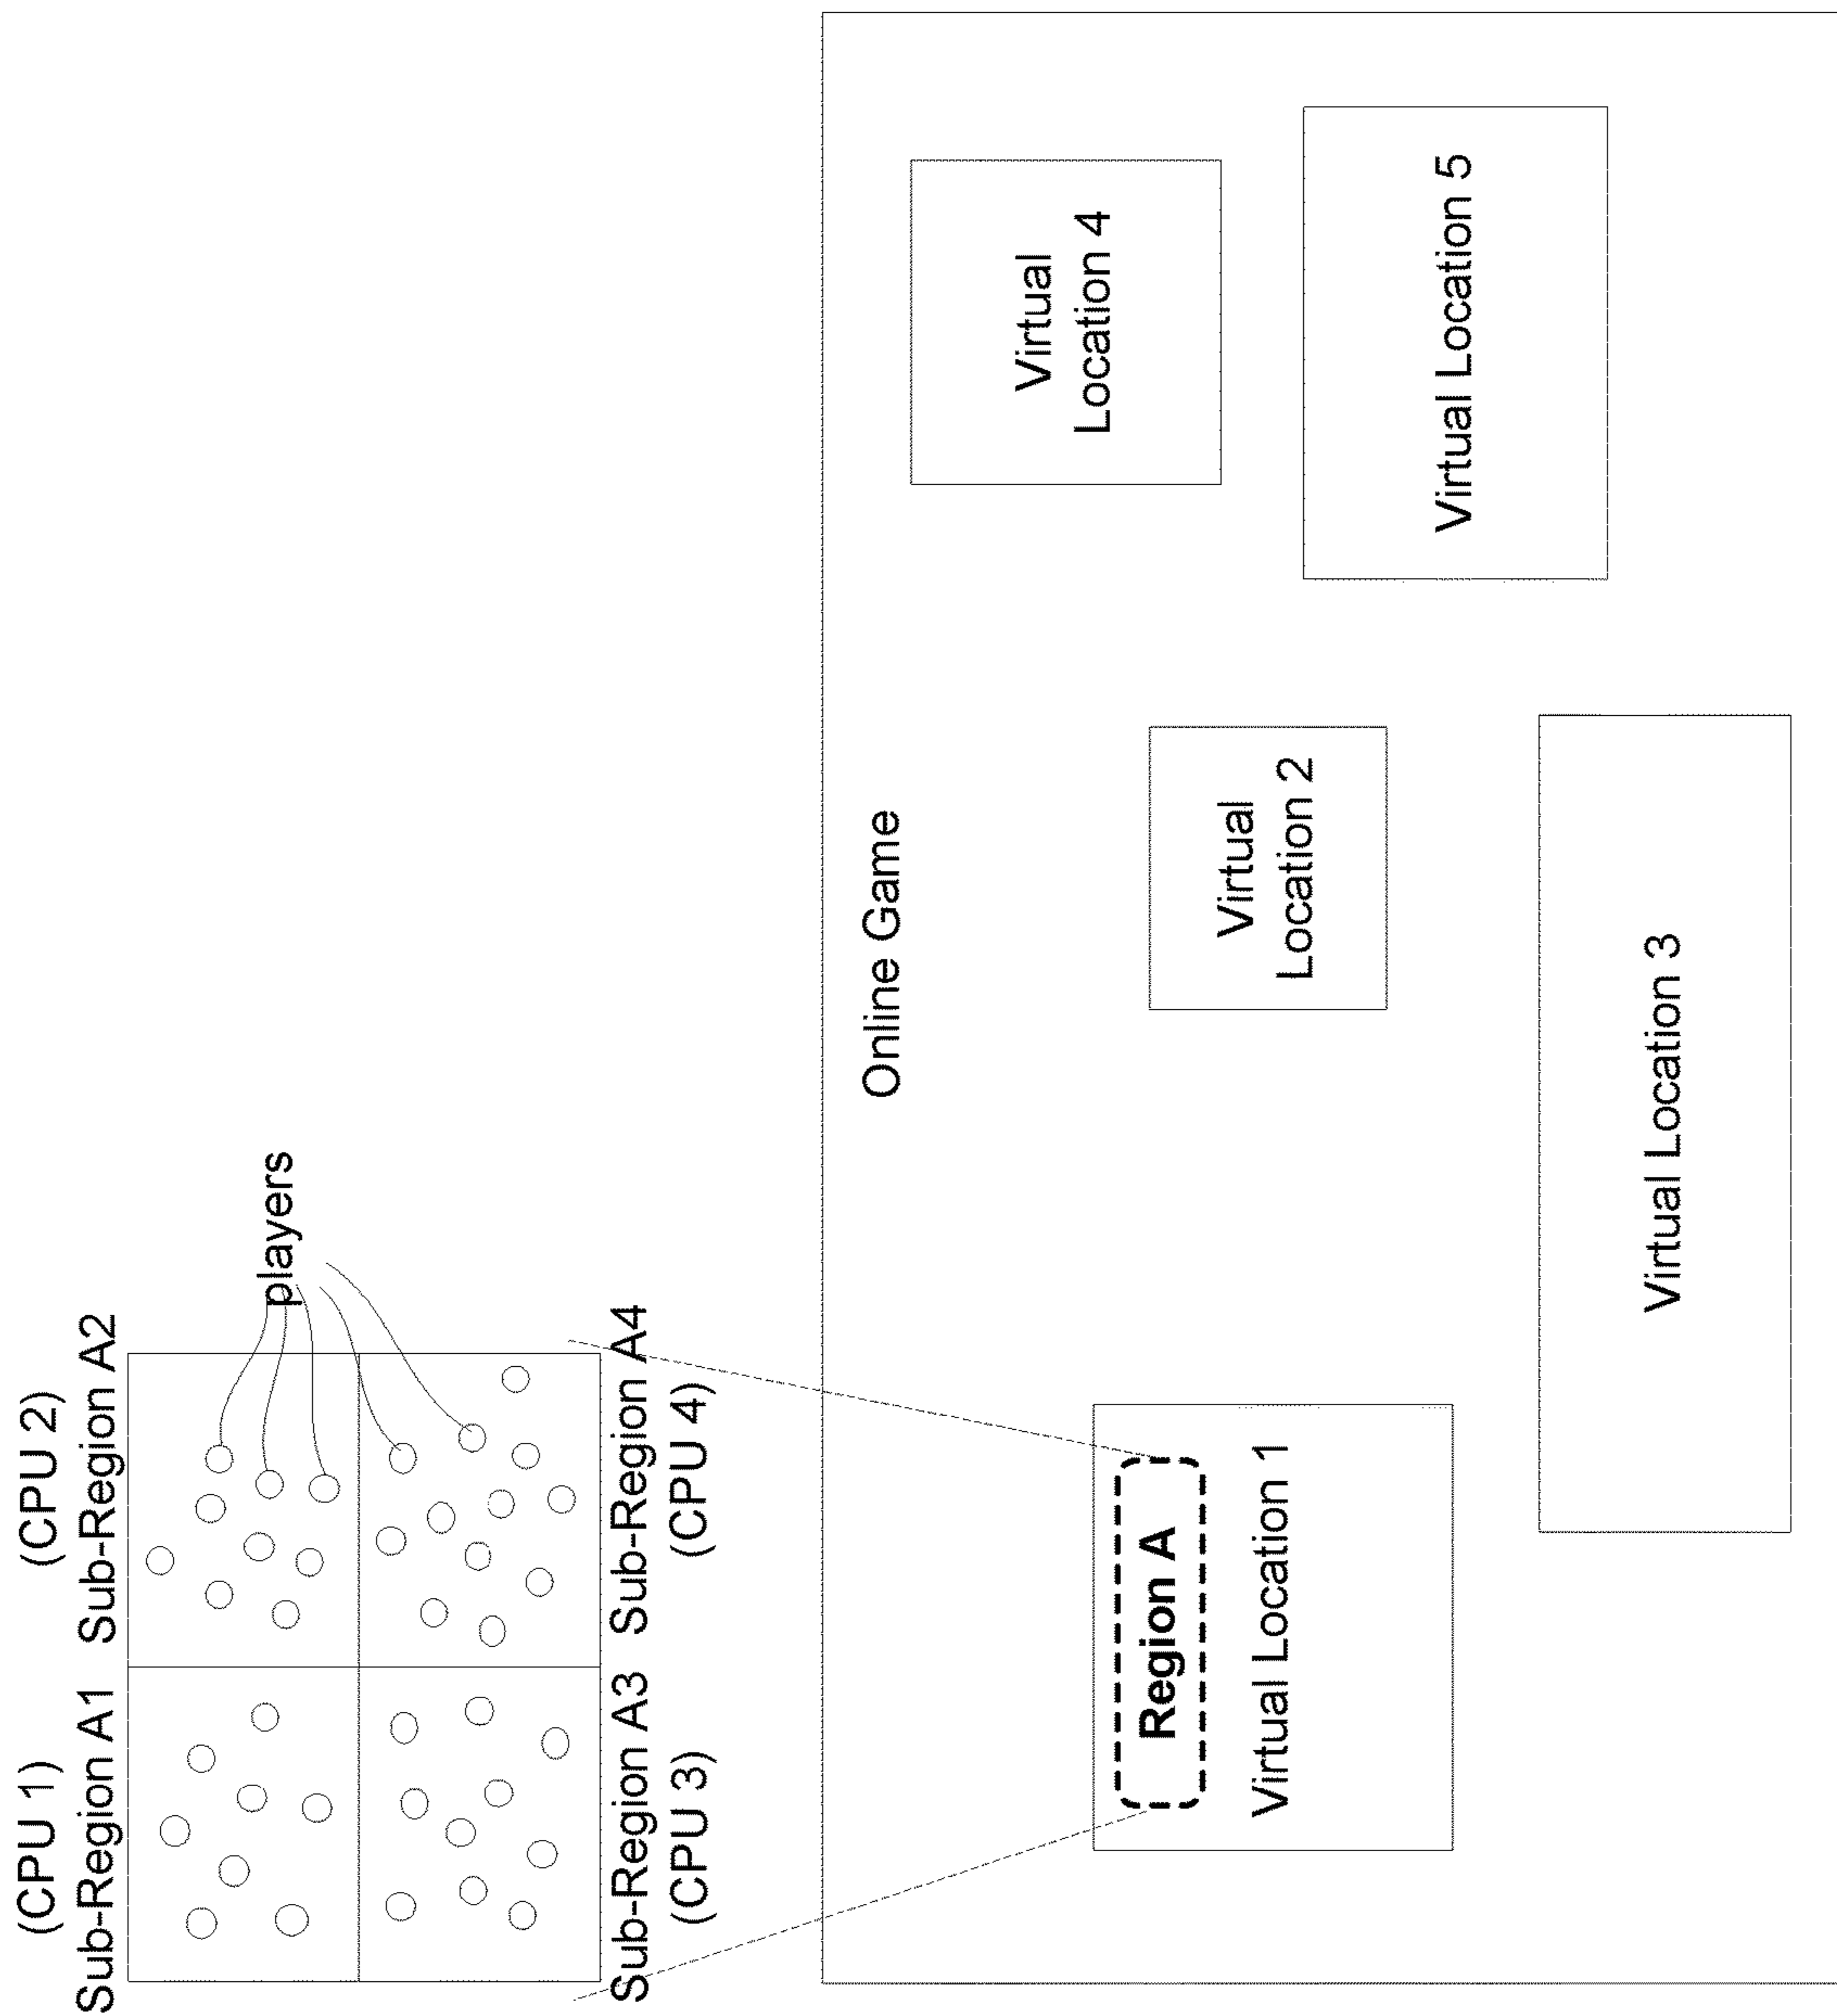 (CPU 1)
Sub-Region A1
(CPU 2)
Sub-Region A2
players
Sub-Region A3
(CPU 3)
Sub-Region A4
(CPU 4)
Online Game
Region A
Virtual Location 1
Virtual
Location 2
Virtual Location 3
Virtual
Location 4
Virtual Location 5